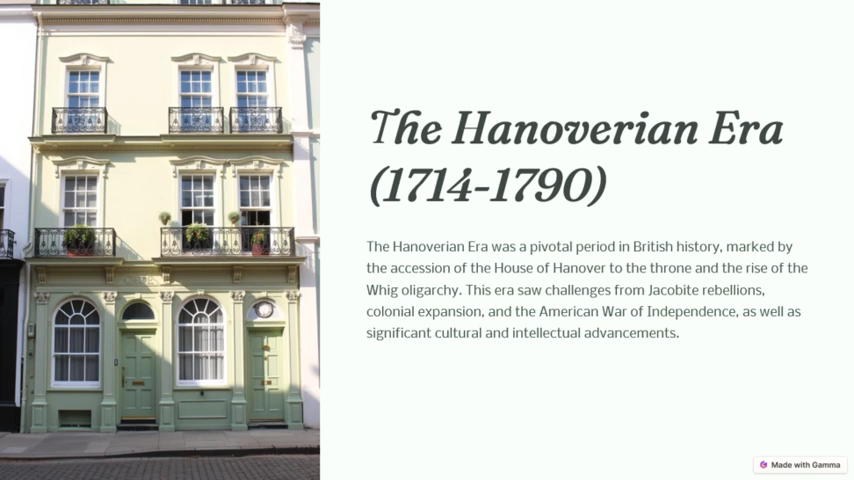 The Hanoverian Era
(1714-1790)
The Hanoverian Era was a pivotal period in British history, marked by
the accession of the House of Hanover to the throne and the rise of the
Whig oligarchy. This era saw challenges from Jacobite rebellions,
colonial expansion, and the American War of Independence, as well as
significant cultural and intellectual advancements.
Made with Gamma